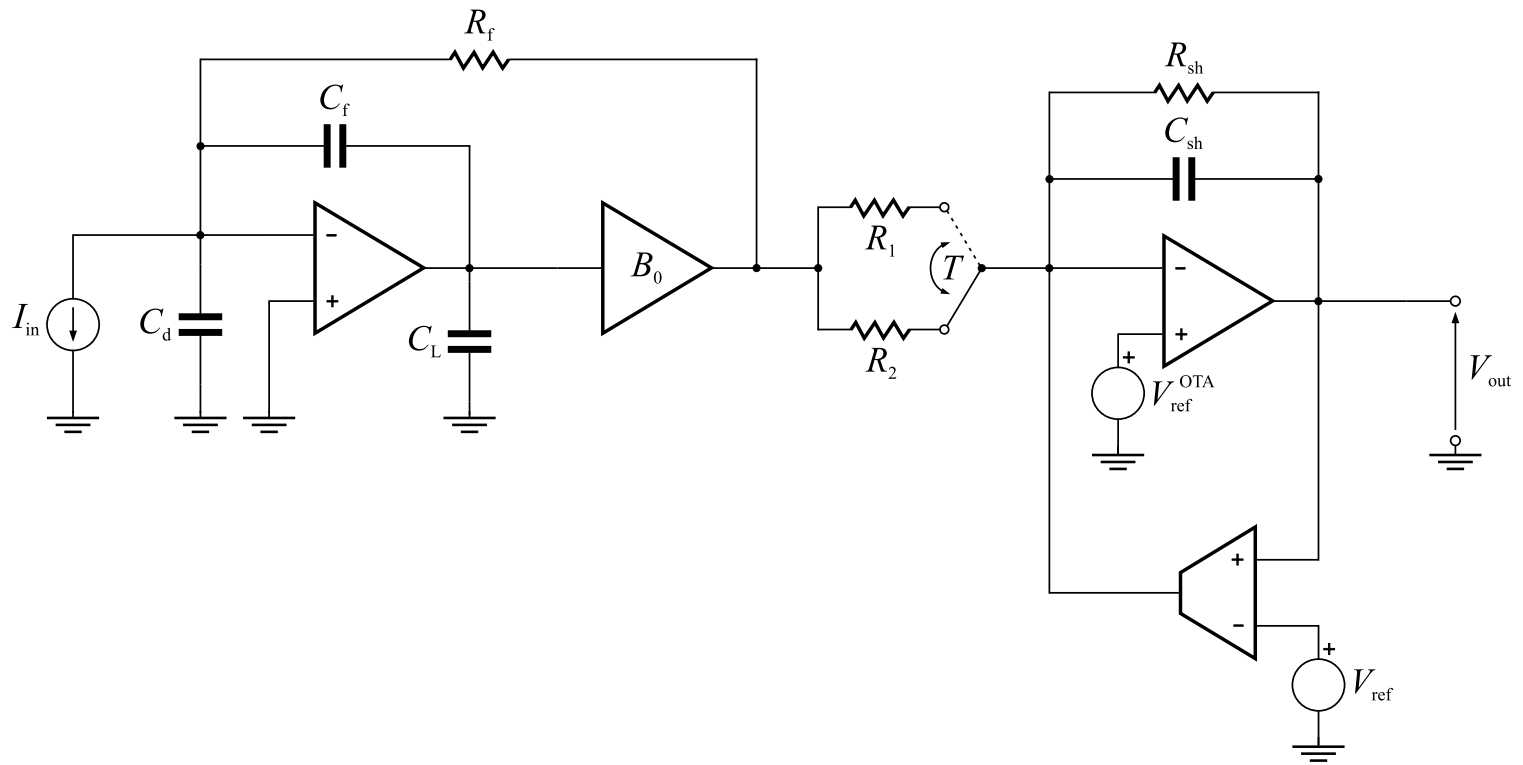 R_f
C_f
R_sh
C_sh
−
+
B_0
R_1
T
R_2
I_in
C_d
C_L
−
+
+
V_ref^OTA
V_out
+
−
+
V_ref